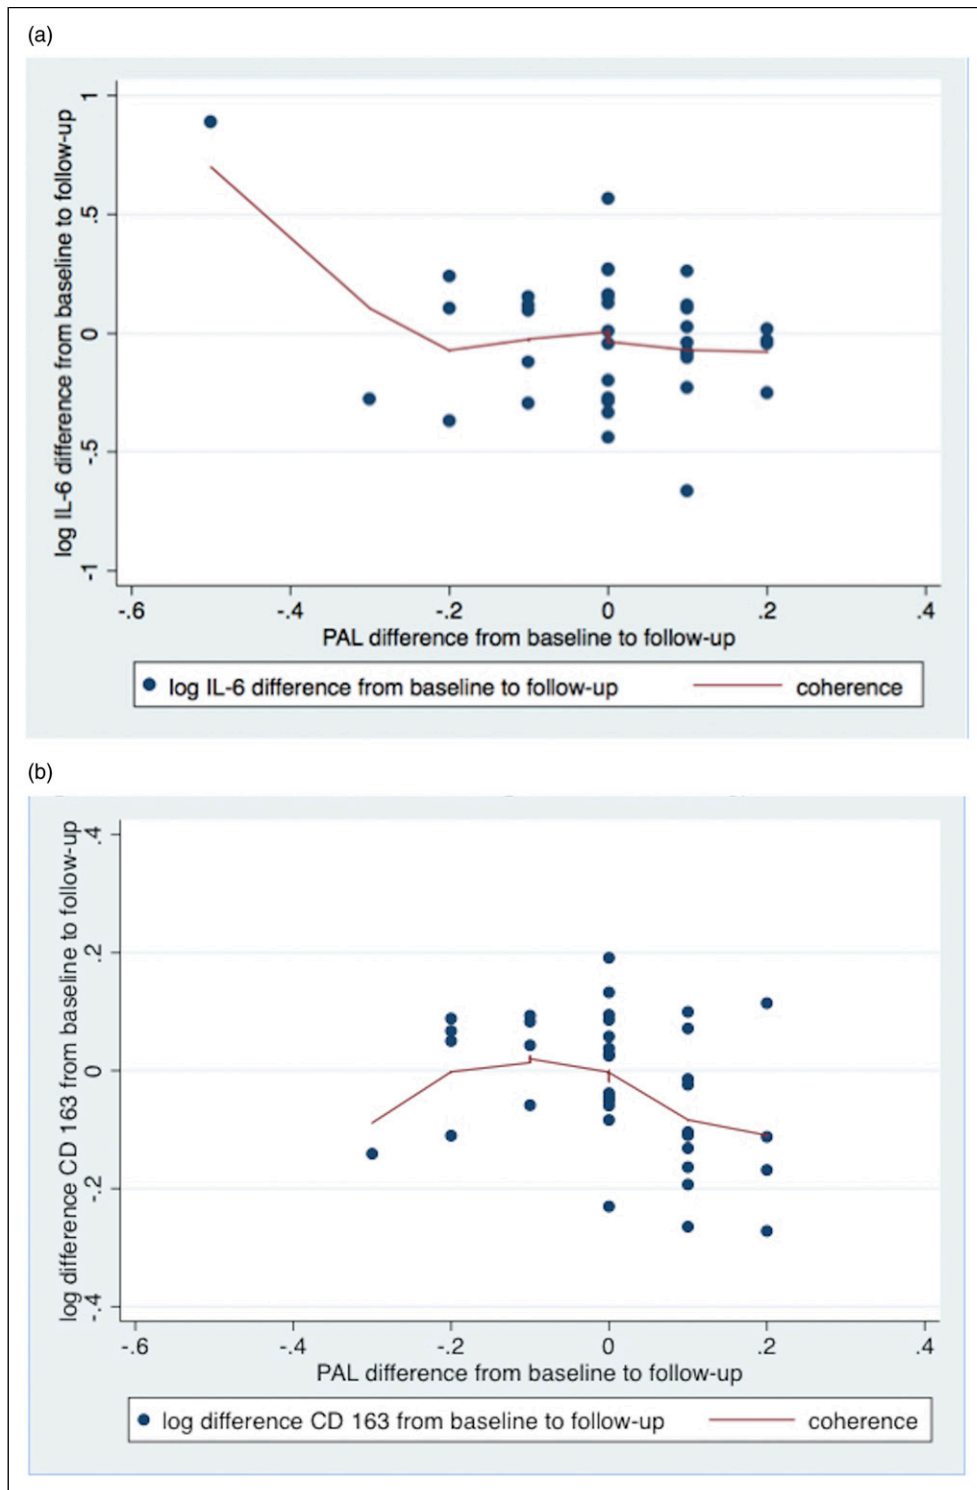 (a)
log IL-6 difference from baseline to follow-up
1
.5
0
-.5
-1
-.6
-.4
-.2
0
.2
.4
PAL difference from baseline to follow-up
log IL-6 difference from baseline to follow-up
coherence
(b)
log difference CD 163 from baseline to follow-up
.4
.2
0
-.2
-.4
-.6
-.4
-.2
0
.2
.4
PAL difference from baseline to follow-up
log difference CD 163 from baseline to follow-up
coherence